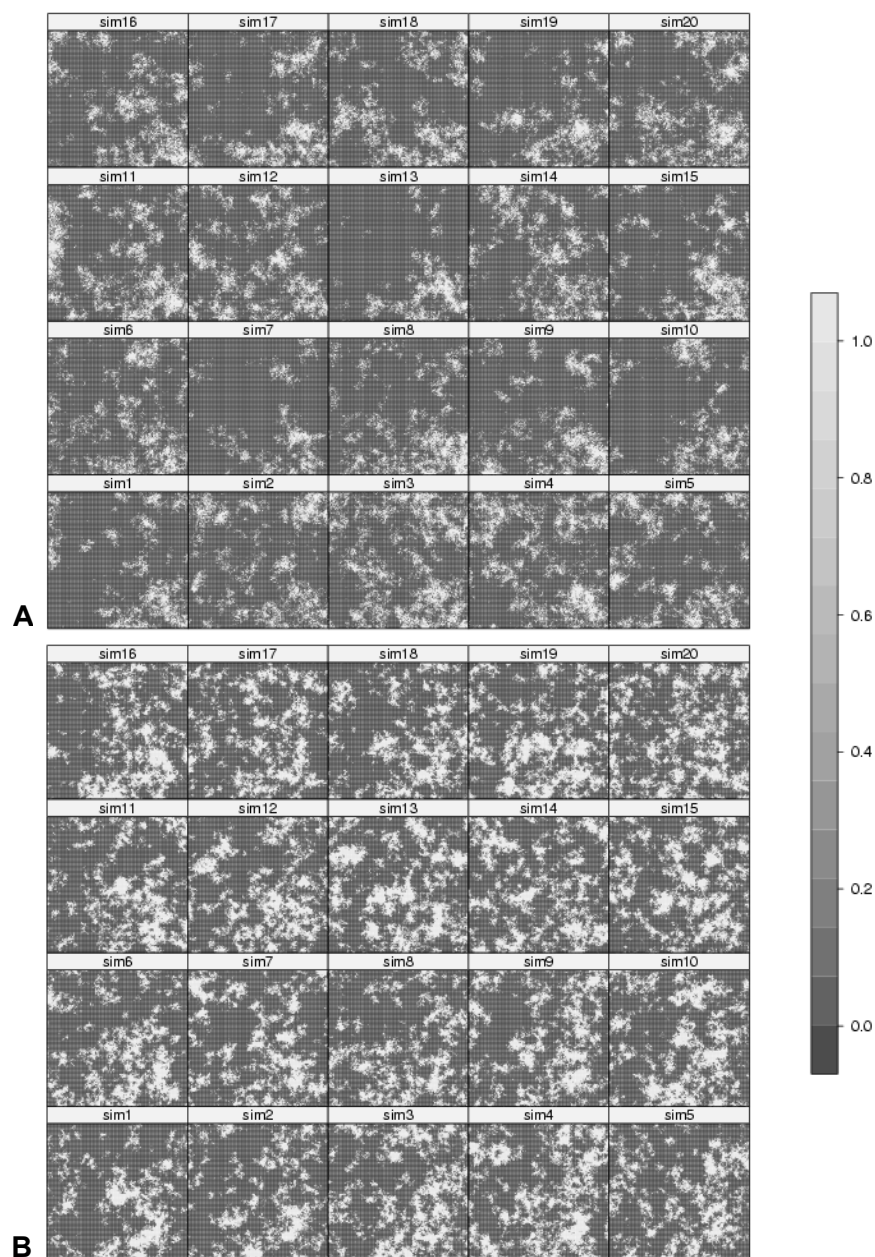 sim16 sim17 sim18 sim19 sim20
sim11 sim12 sim13 sim14 sim15
sim6 sim7 sim8 sim9 sim10
sim1 sim2 sim3 sim4 sim5
A
sim16 sim17 sim18 sim19 sim20
sim11 sim12 sim13 sim14 sim15
sim6 sim7 sim8 sim9 sim10
sim1 sim2 sim3 sim4 sim5
B
1.0
0.8
0.6
0.4
0.2
0.0